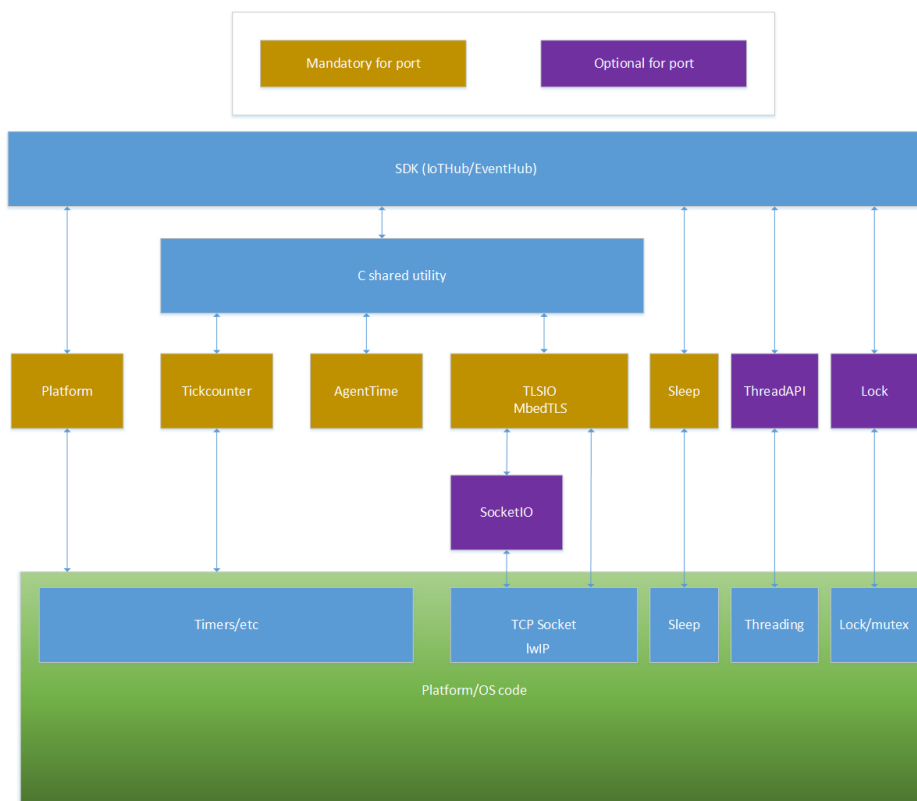 Mandatory for port
Optional for port
SDK (IoTHub/EventHub)
C shared utility
Platform
Tickcounter
AgentTime
TLSIO
MbedTLS
Sleep
ThreadAPI
Lock
SocketIO
Timers/etc
TCP Socket
lwIP
Sleep
Threading
Lock/mutex
Platform/OS code